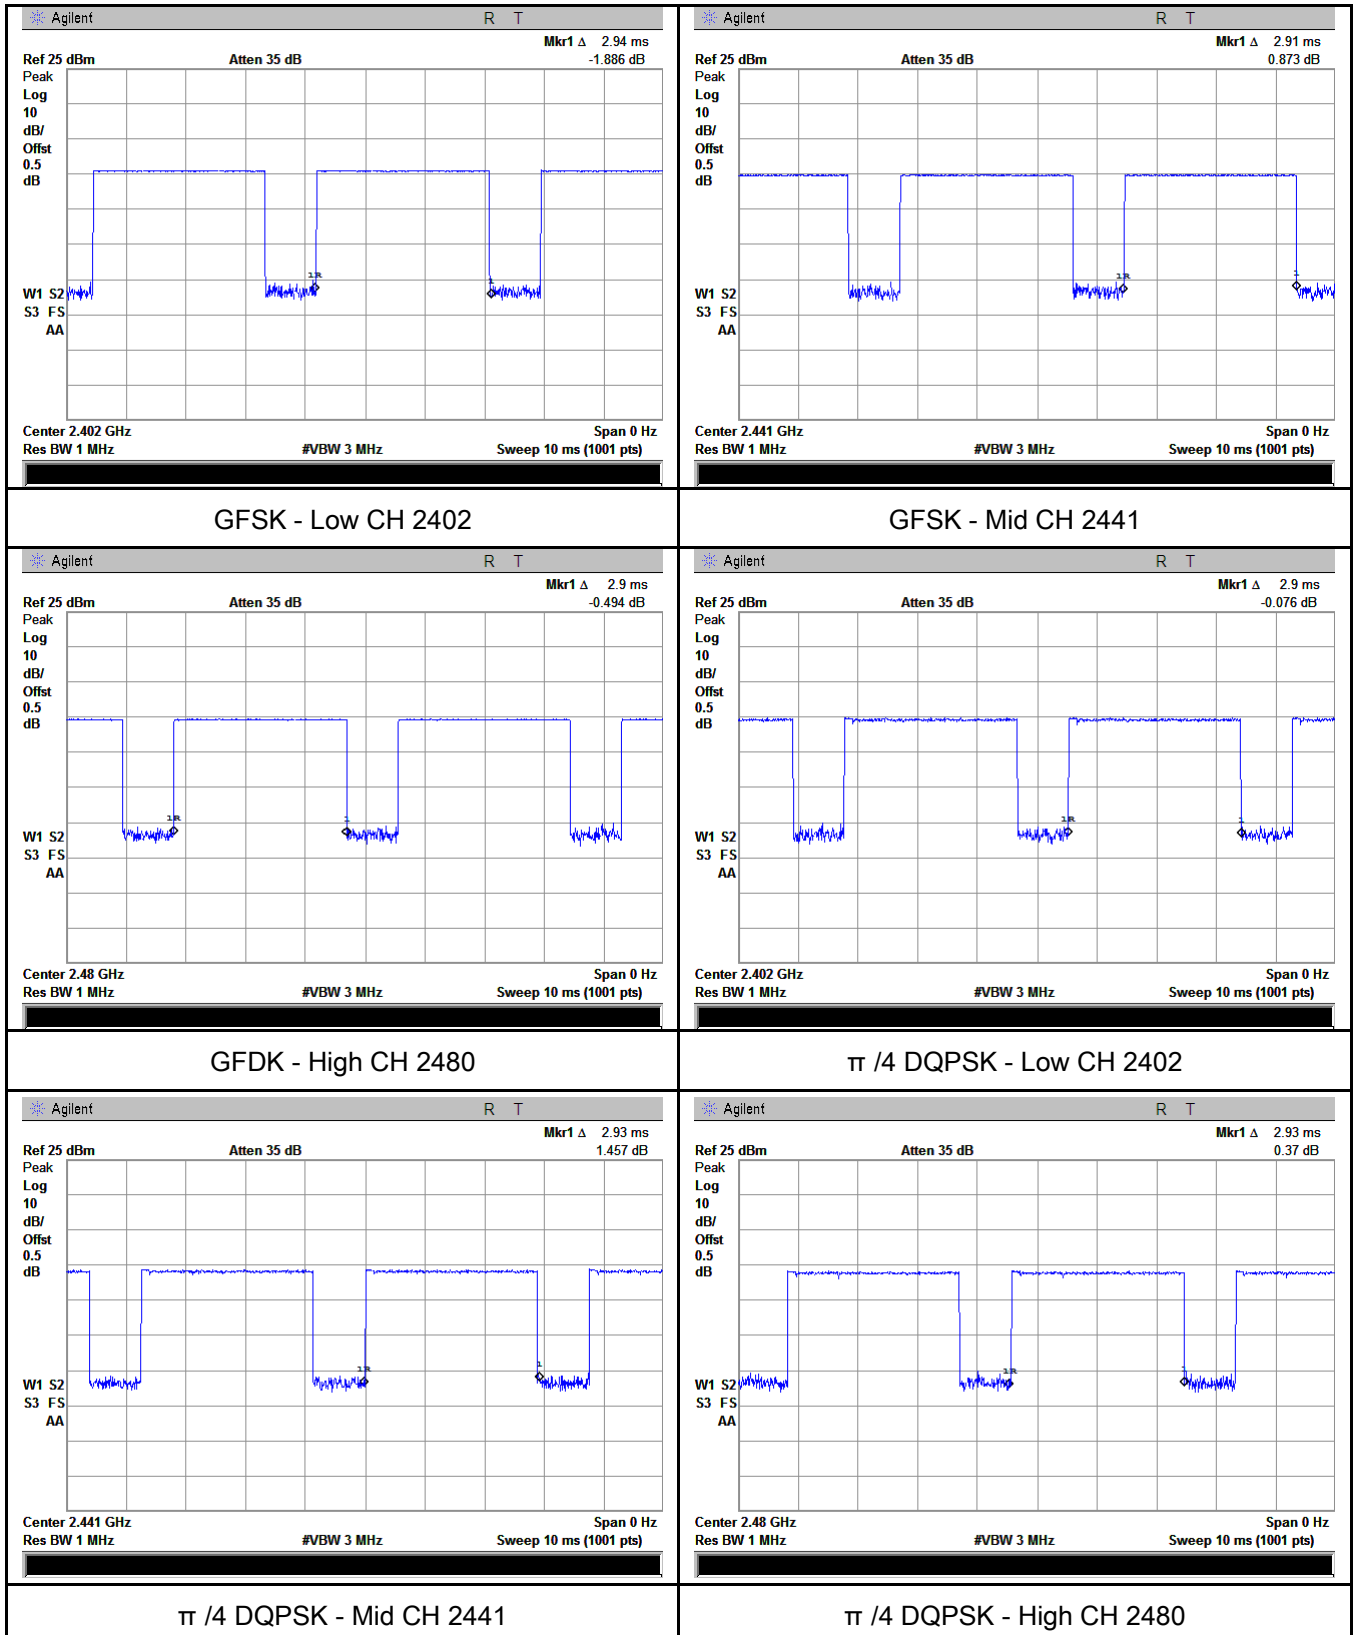 Agilent R T
Mkr1 Δ 2.94 ms
Ref 25 dBm Atten 35 dB -1.886 dB
Peak
Log
10
dB/
Offst
0.5
dB
1R
1
W1 S2
S3 FS
AA
Center 2.402 GHz Span 0 Hz
Res BW 1 MHz #VBW 3 MHz Sweep 10 ms (1001 pts)
GFSK - Low CH 2402
Agilent R T
Mkr1 Δ 2.91 ms
Ref 25 dBm Atten 35 dB 0.873 dB
Peak
Log
10
dB/
Offst
0.5
dB
1R
1
W1 S2
S3 FS
AA
Center 2.441 GHz Span 0 Hz
Res BW 1 MHz #VBW 3 MHz Sweep 10 ms (1001 pts)
GFSK - Mid CH 2441
Agilent R T
Mkr1 Δ 2.9 ms
Ref 25 dBm Atten 35 dB -0.494 dB
Peak
Log
10
dB/
Offst
0.5
dB
1R
1
W1 S2
S3 FS
AA
Center 2.48 GHz Span 0 Hz
Res BW 1 MHz #VBW 3 MHz Sweep 10 ms (1001 pts)
GFDK - High CH 2480
Agilent R T
Mkr1 Δ 2.9 ms
Ref 25 dBm Atten 35 dB -0.076 dB
Peak
Log
10
dB/
Offst
0.5
dB
1R
1
W1 S2
S3 FS
AA
Center 2.402 GHz Span 0 Hz
Res BW 1 MHz #VBW 3 MHz Sweep 10 ms (1001 pts)
π /4 DQPSK - Low CH 2402
Agilent R T
Mkr1 Δ 2.93 ms
Ref 25 dBm Atten 35 dB 1.457 dB
Peak
Log
10
dB/
Offst
0.5
dB
1R
1
W1 S2
S3 FS
AA
Center 2.441 GHz Span 0 Hz
Res BW 1 MHz #VBW 3 MHz Sweep 10 ms (1001 pts)
π /4 DQPSK - Mid CH 2441
Agilent R T
Mkr1 Δ 2.93 ms
Ref 25 dBm Atten 35 dB 0.37 dB
Peak
Log
10
dB/
Offst
0.5
dB
1R
1
W1 S2
S3 FS
AA
Center 2.48 GHz Span 0 Hz
Res BW 1 MHz #VBW 3 MHz Sweep 10 ms (1001 pts)
π /4 DQPSK - High CH 2480